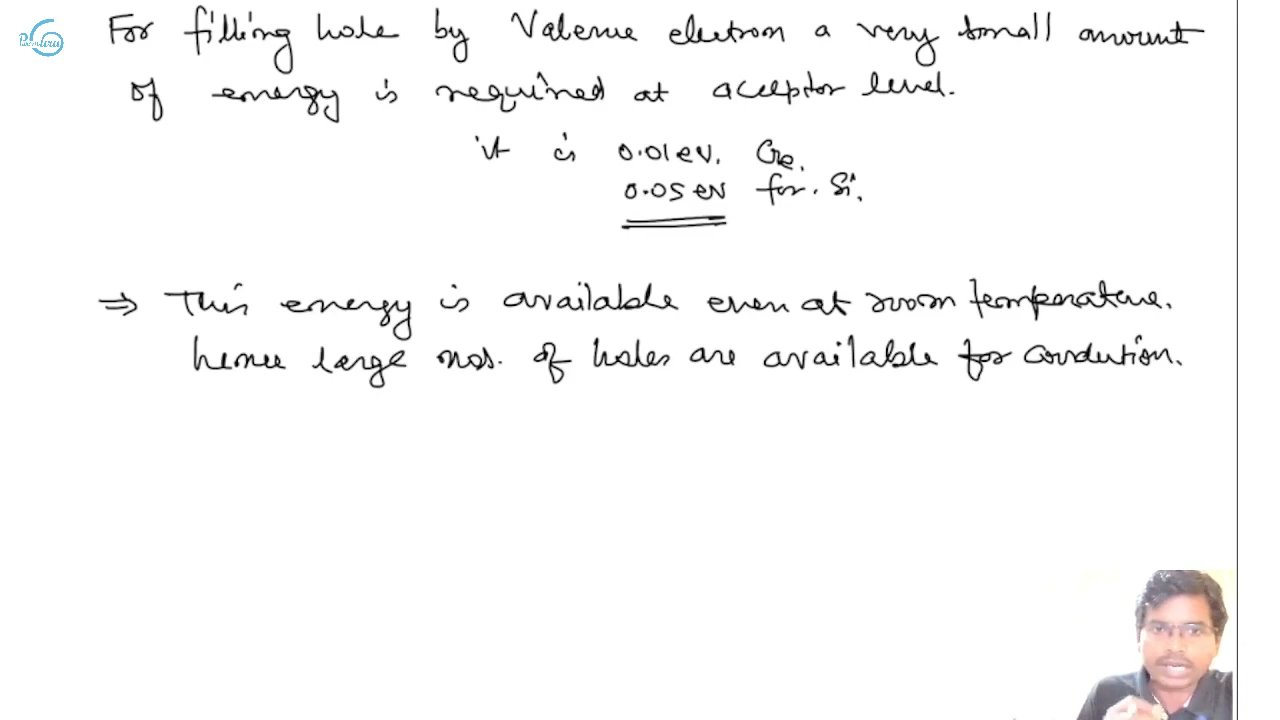 For filling hole by Valence electron a very small amount
of energy is required at acceptor level.
it is 0.01 eV. Ge.
0.05 eV for. Si.
⇒ This energy is available even at room temperature.
hence large nos. of holes are available for conduction.